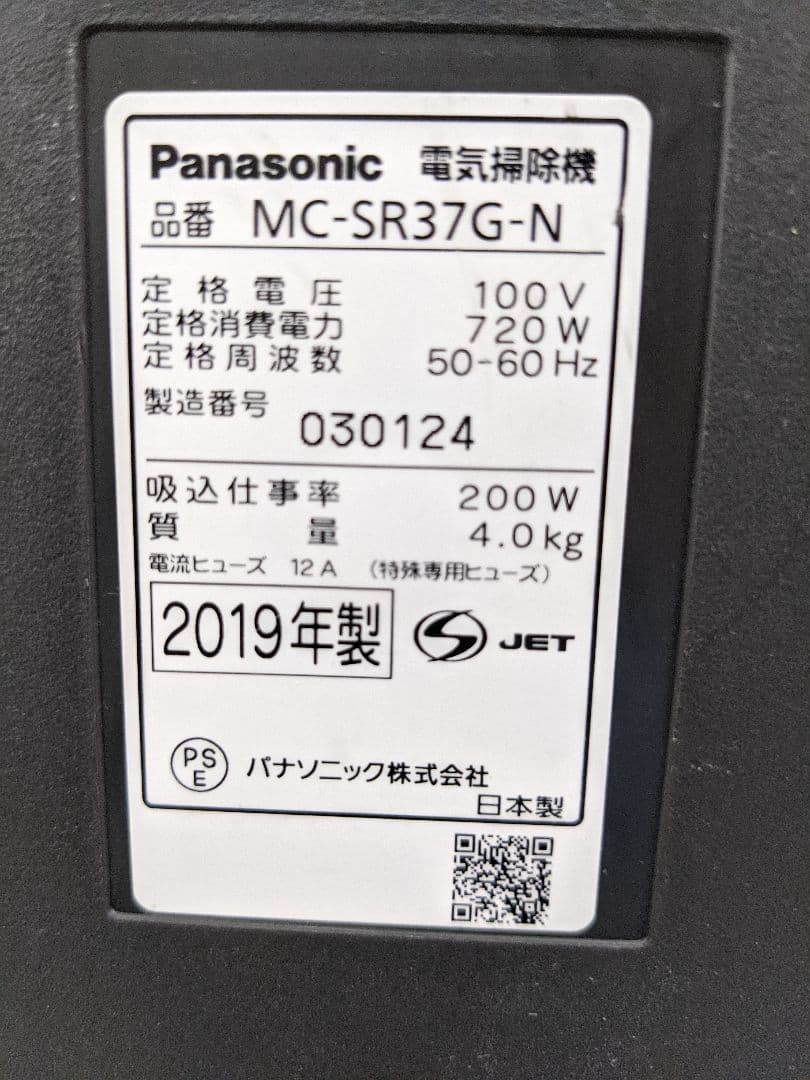 Panasonic 電気掃除機
品番 MC-SR37G-N
定格電圧 100V
定格消費電力 720W
定格周波数 50-60Hz
製造番号 030124
吸込仕事率 200W
質量 4.0kg
電流ヒューズ 12A (特殊専用ヒューズ)
2019年製 JET
PSE パナソニック株式会社
日本製